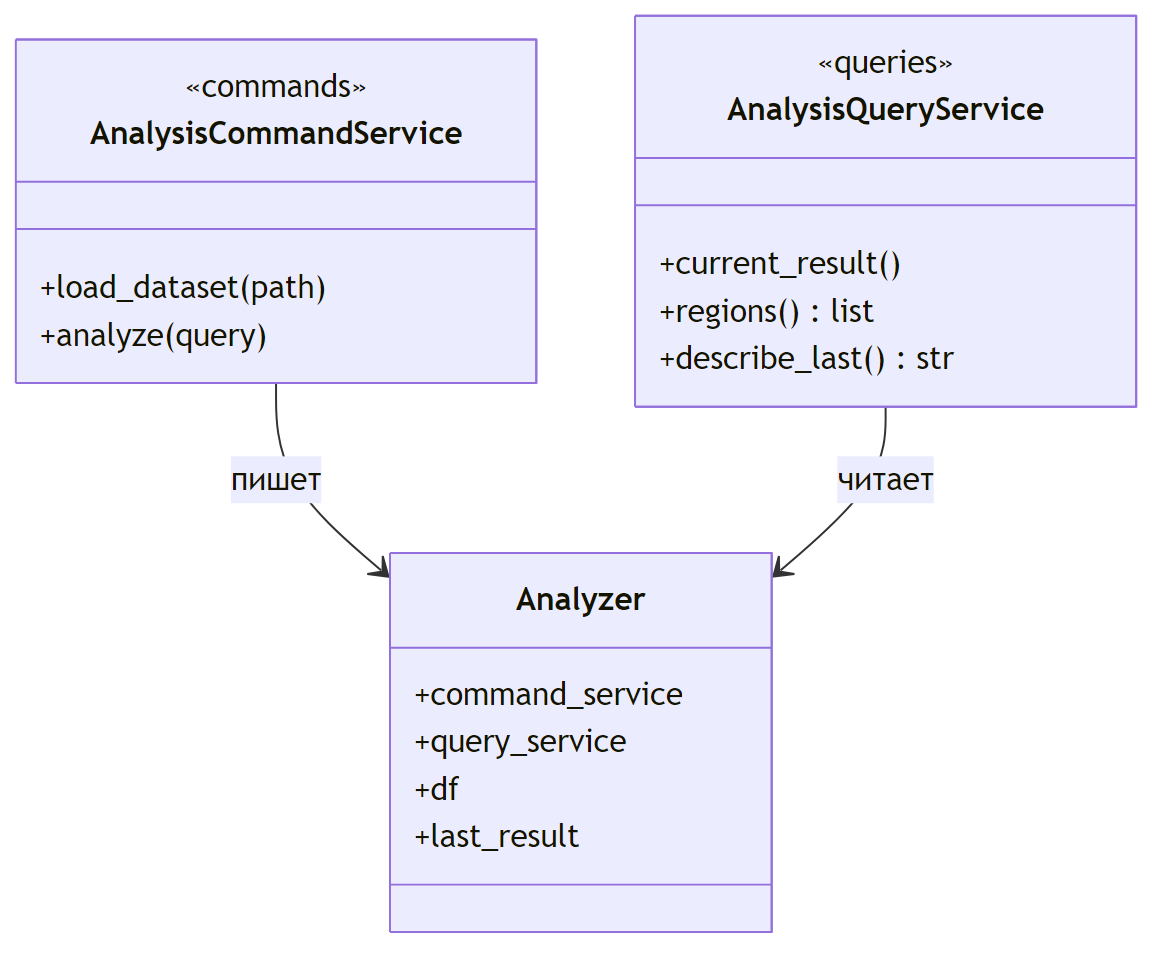 «commands»
AnalysisCommandService
+load_dataset(path)
+analyze(query)
«queries»
AnalysisQueryService
+current_result()
+regions() : list
+describe_last() : str
пишет
читает
Analyzer
+command_service
+query_service
+df
+last_result